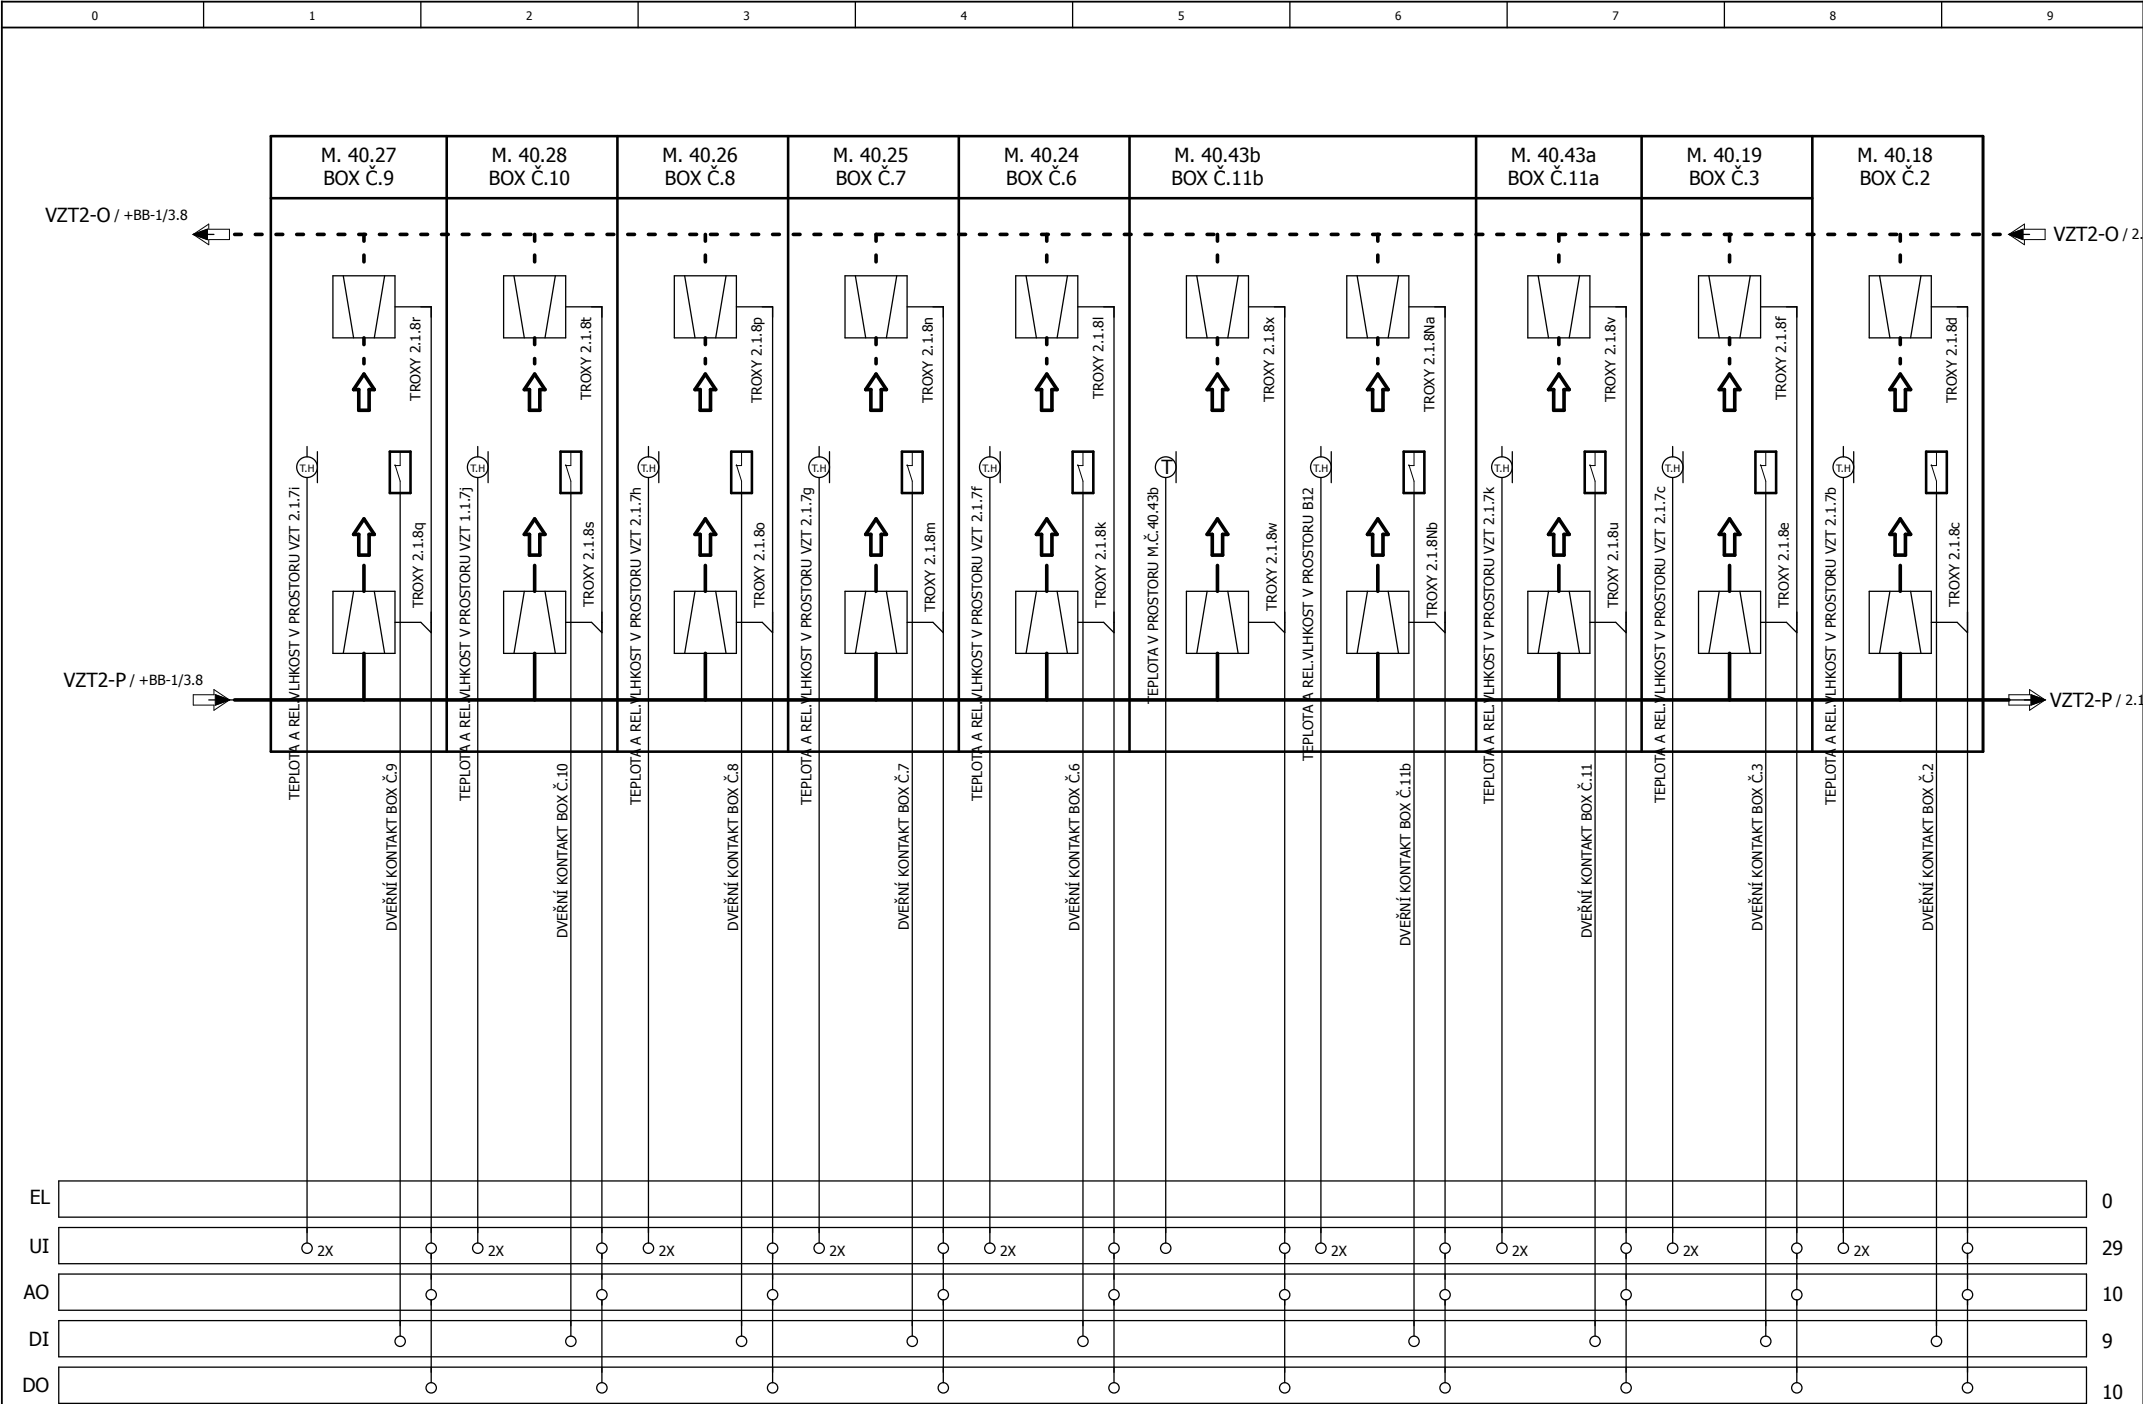 0 1 2 3 4 5 6 7 8 9
M. 40.27
BOX Č.9
M. 40.28
BOX Č.10
M. 40.26
BOX Č.8
M. 40.25
BOX Č.7
M. 40.24
BOX Č.6
M. 40.43b
BOX Č.11b
M. 40.43a
BOX Č.11a
M. 40.19
BOX Č.3
M. 40.18
BOX Č.2
VZT2-O / +BB-1/3.8
VZT2-O / 2.
TROXY 2.1.8r
TROXY 2.1.8t
TROXY 2.1.8p
TROXY 2.1.8n
TROXY 2.1.8l
TROXY 2.1.8x
TROXY 2.1.8Na
TROXY 2.1.8v
TROXY 2.1.8f
TROXY 2.1.8d
T.H
T.H
T.H
T.H
T.H
T
T.H
T.H
T.H
T.H
TEPLOTA A REL.VLHKOST V PROSTORU VZT 2.1.7i
TEPLOTA A REL.VLHKOST V PROSTORU VZT 1.1.7j
TEPLOTA A REL.VLHKOST V PROSTORU VZT 2.1.7h
TEPLOTA A REL.VLHKOST V PROSTORU VZT 2.1.7g
TEPLOTA A REL.VLHKOST V PROSTORU VZT 2.1.7f
TEPLOTA V PROSTORU M.Č.40.43b
TEPLOTA A REL.VLHKOST V PROSTORU B12
TEPLOTA A REL.VLHKOST V PROSTORU VZT 2.1.7k
TEPLOTA A REL.VLHKOST V PROSTORU VZT 2.1.7c
TEPLOTA A REL.VLHKOST V PROSTORU VZT 2.1.7b
TROXY 2.1.8q
TROXY 2.1.8s
TROXY 2.1.8o
TROXY 2.1.8m
TROXY 2.1.8k
TROXY 2.1.8w
TROXY 2.1.8Nb
TROXY 2.1.8u
TROXY 2.1.8e
TROXY 2.1.8c
VZT2-P / +BB-1/3.8
VZT2-P / 2.1
DVEŘNÍ KONTAKT BOX Č.9
DVEŘNÍ KONTAKT BOX Č.10
DVEŘNÍ KONTAKT BOX Č.8
DVEŘNÍ KONTAKT BOX Č.7
DVEŘNÍ KONTAKT BOX Č.6
DVEŘNÍ KONTAKT BOX Č.11b
DVEŘNÍ KONTAKT BOX Č.11
DVEŘNÍ KONTAKT BOX Č.3
DVEŘNÍ KONTAKT BOX Č.2
EL 0
UI 2X 2X 2X 2X 2X 2X 2X 2X 2X 29
AO 10
DI 9
DO 10